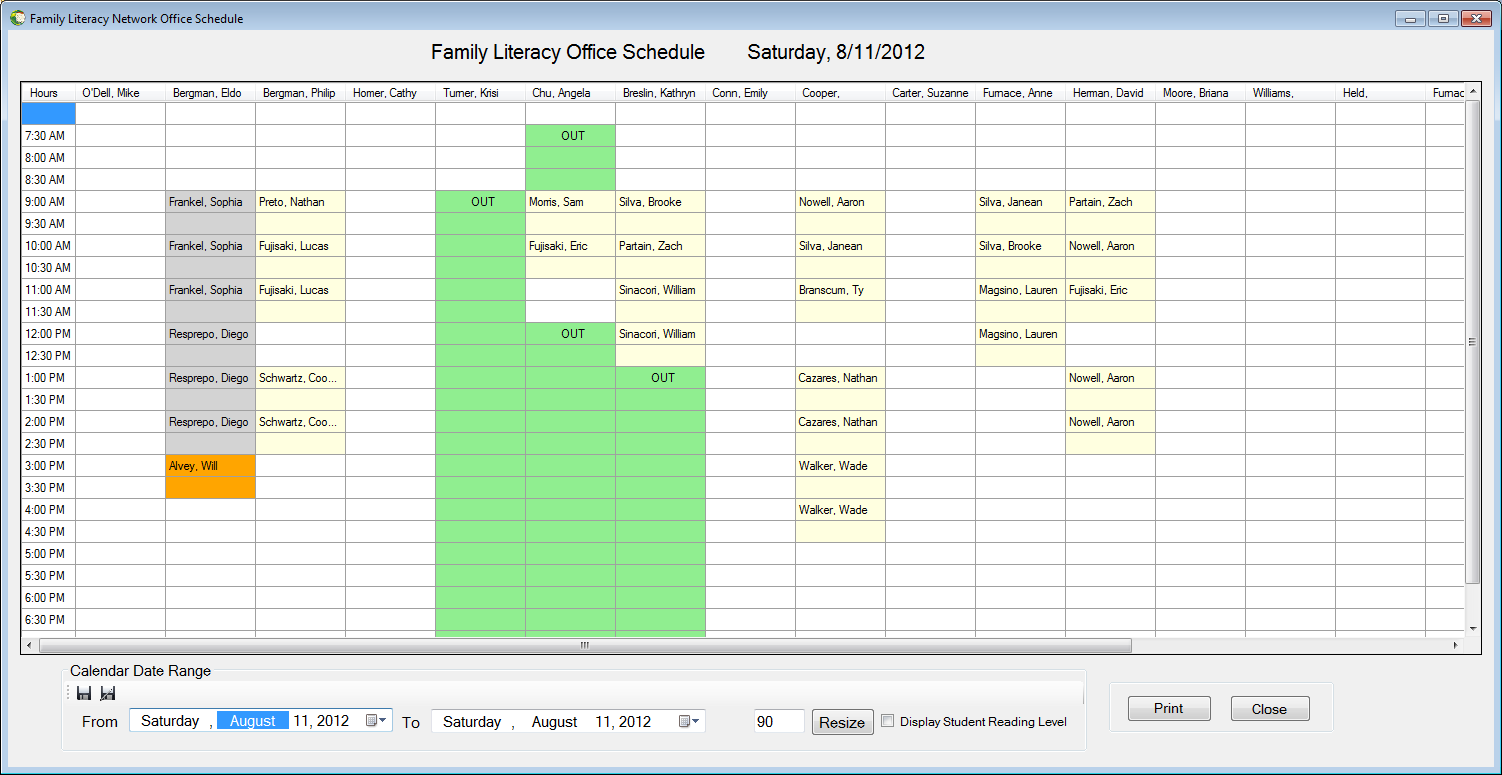 Family Literacy Network Office Schedule
Family Literacy Office Schedule Saturday, 8/11/2012
Hours O'Dell, Mike Bergman, Eldo Bergman, Philip Homer, Cathy Turner, Krisi Chu, Angela Breslin, Kathryn Conn, Emily Cooper, Carter, Suzanne Furnace, Anne Herman, David Moore, Briana Williams, Held, Furnac
7:30 AM OUT
8:00 AM
8:30 AM
9:00 AM Frankel, Sophia Preto, Nathan OUT Morris, Sam Silva, Brooke Nowell, Aaron Silva, Janean Partain, Zach
9:30 AM
10:00 AM Frankel, Sophia Fujisaki, Lucas Fujisaki, Eric Partain, Zach Silva, Janean Silva, Brooke Nowell, Aaron
10:30 AM
11:00 AM Frankel, Sophia Fujisaki, Lucas Sinacori, William Branscum, Ty Magsino, Lauren Fujisaki, Eric
11:30 AM
12:00 PM Resprepo, Diego OUT Sinacori, William Magsino, Lauren
12:30 PM
1:00 PM Resprepo, Diego Schwartz, Coo... OUT Cazares, Nathan Nowell, Aaron
1:30 PM
2:00 PM Resprepo, Diego Schwartz, Coo... Cazares, Nathan Nowell, Aaron
2:30 PM
3:00 PM Alvey, Will Walker, Wade
3:30 PM
4:00 PM Walker, Wade
4:30 PM
5:00 PM
5:30 PM
6:00 PM
6:30 PM
Calendar Date Range
From Saturday , August 11, 2012 To Saturday , August 11, 2012 90 Resize Display Student Reading Level
Print Close